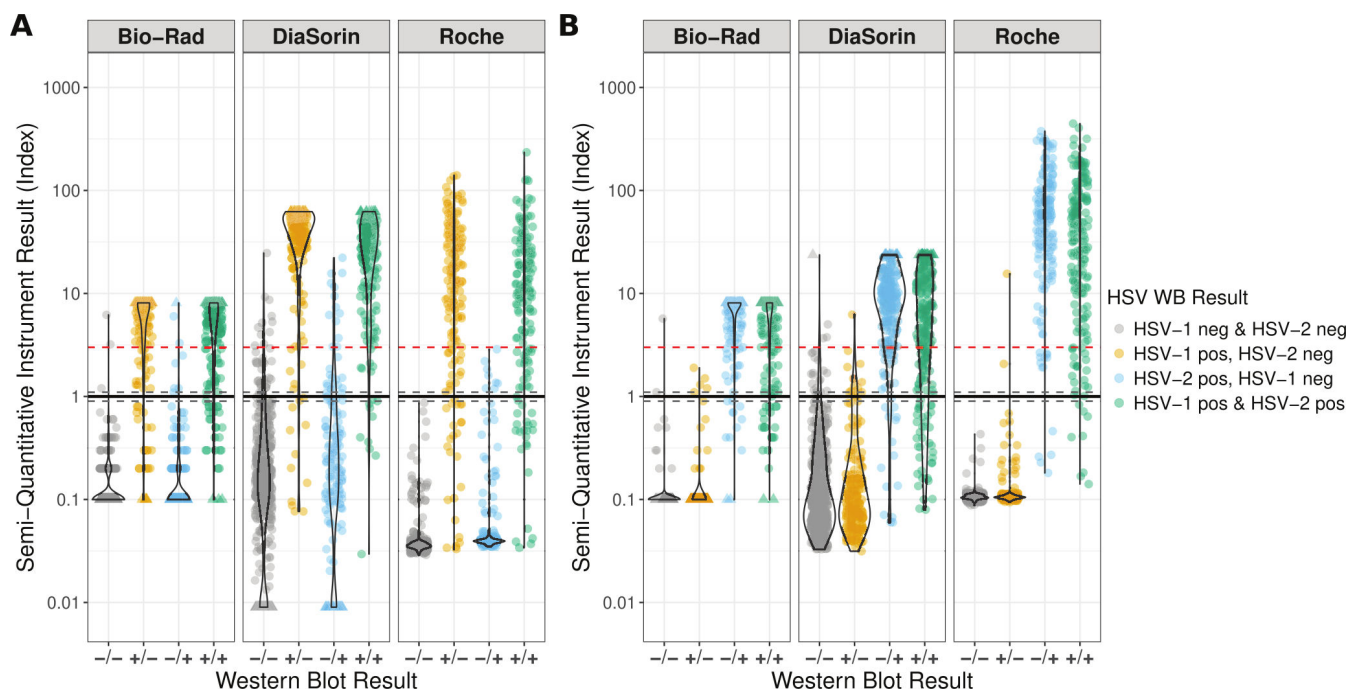 A
B
Bio−Rad
DiaSorin
Roche
Bio−Rad
DiaSorin
Roche
Semi−Quantitative Instrument Result (Index)
1000
100
10
1
0.1
0.01
−/−
+/−
−/+
+/+
−/−
+/−
−/+
+/+
−/−
+/−
−/+
+/+
Western Blot Result
Semi−Quantitative Instrument Result (Index)
1000
100
10
1
0.1
0.01
−/−
+/−
−/+
+/+
−/−
+/−
−/+
+/+
−/−
+/−
−/+
+/+
Western Blot Result
HSV WB Result
HSV−1 neg & HSV−2 neg
HSV−1 pos, HSV−2 neg
HSV−2 pos, HSV−1 neg
HSV−1 pos & HSV−2 pos